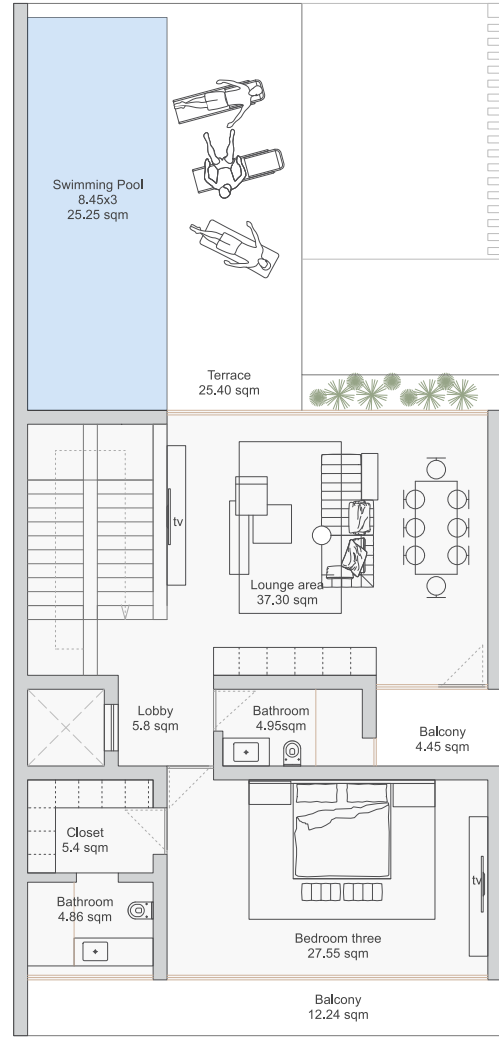 Swimming Pool
8.45x3
25.25 sqm
Terrace
25.40 sqm
tv
Lounge area
37.30 sqm
Lobby
5.8 sqm
Bathroom
4.95sqm
Balcony
4.45 sqm
Closet
5.4 sqm
tv
Bathroom
4.86 sqm
Bedroom three
27.55 sqm
Balcony
12.24 sqm